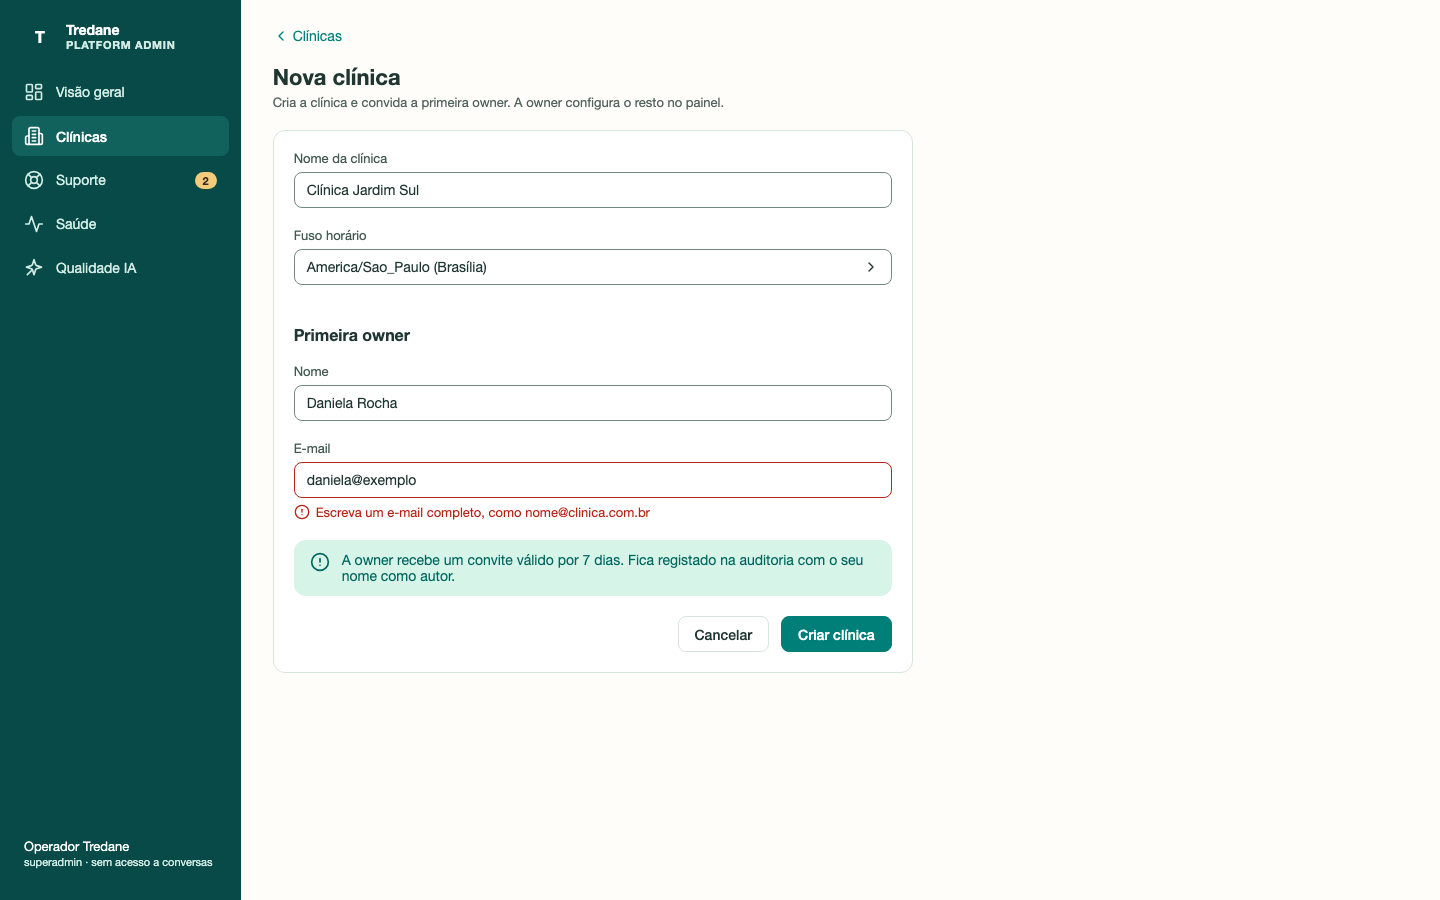 T
Tredane
PLATFORM ADMIN
Visão geral
Clínicas
Suporte
2
Saúde
Qualidade IA
Operador Tredane
superadmin · sem acesso a conversas
Clínicas
Nova clínica
Cria a clínica e convida a primeira owner. A owner configura o resto no painel.
Nome da clínica
Clínica Jardim Sul
Fuso horário
America/Sao_Paulo (Brasília)
Primeira owner
Nome
Daniela Rocha
E-mail
daniela@exemplo
Escreva um e-mail completo, como nome@clinica.com.br
A owner recebe um convite válido por 7 dias. Fica registado na auditoria com o seu
nome como autor.
Cancelar
Criar clínica